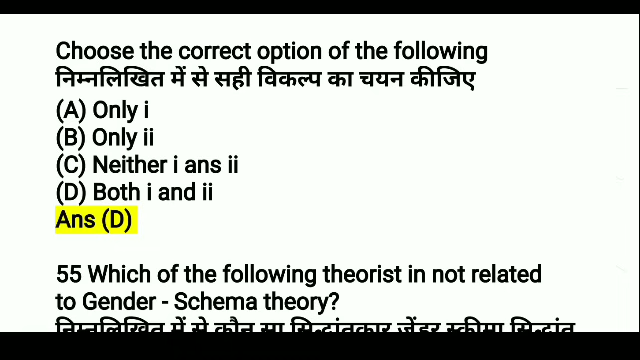 Choose the correct option of the following
निम्नलिखित में से सही विकल्प का चयन कीजिए
(A) Only i
(B) Only ii
(C) Neither i ans ii
(D) Both i and ii
Ans (D)
55 Which of the following theorist in not related
to Gender - Schema theory?
निम्नलिखित में से कौन सा सिद्धांतकार जेंडर स्कीमा सिद्धांत